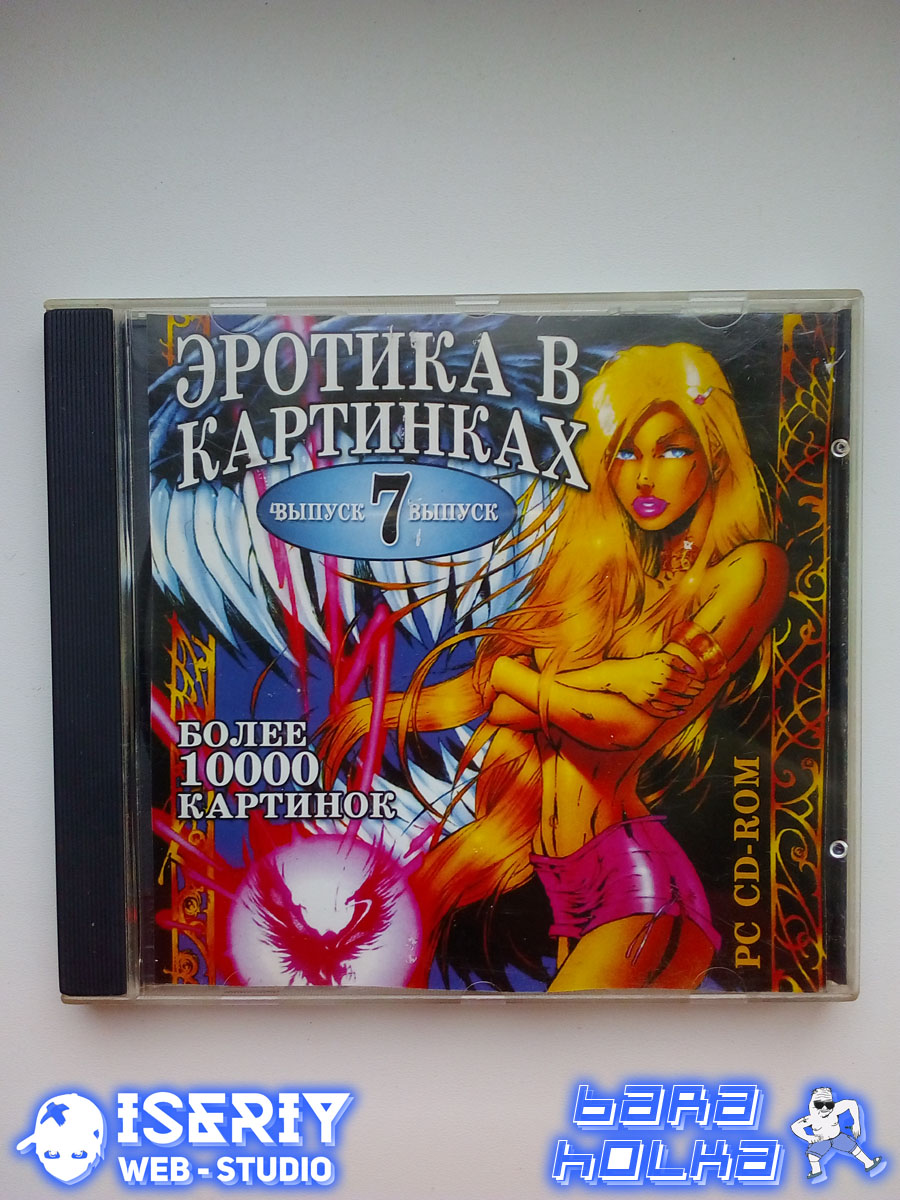 ЭРОТИКА В
КАРТИНКАХ
ВЫПУСК 7 ВЫПУСК
БОЛЕЕ
10000
КАРТИНОК
PC CD-ROM
ISERIY
WEB - STUDIO
bara
holka